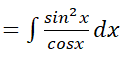 = ∫ sin²x / cosx dx